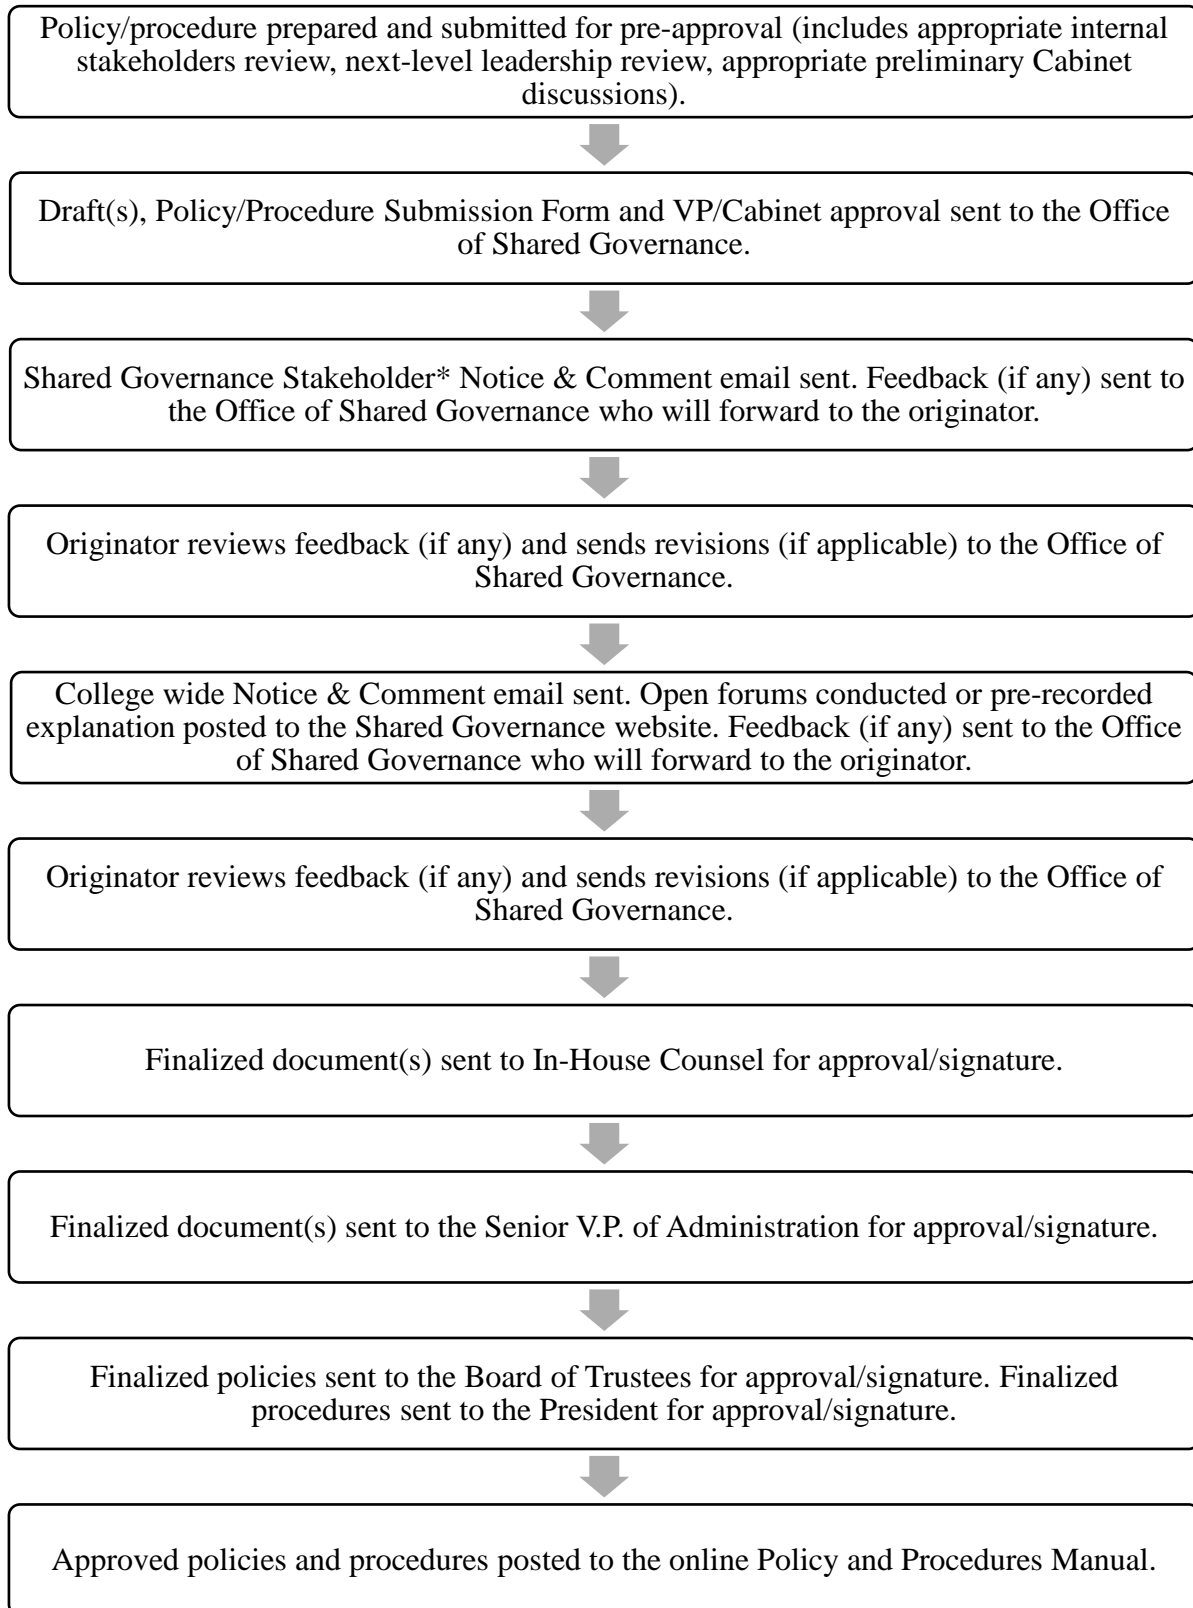 Policy/procedure prepared and submitted for pre-approval (includes appropriate internal
stakeholders review, next-level leadership review, appropriate preliminary Cabinet
discussions).
Draft(s), Policy/Procedure Submission Form and VP/Cabinet approval sent to the Office
of Shared Governance.
Shared Governance Stakeholder* Notice & Comment email sent. Feedback (if any) sent to
the Office of Shared Governance who will forward to the originator.
Originator reviews feedback (if any) and sends revisions (if applicable) to the Office of
Shared Governance.
College wide Notice & Comment email sent. Open forums conducted or pre-recorded
explanation posted to the Shared Governance website. Feedback (if any) sent to the Office
of Shared Governance who will forward to the originator.
Originator reviews feedback (if any) and sends revisions (if applicable) to the Office of
Shared Governance.
Finalized document(s) sent to In-House Counsel for approval/signature.
Finalized document(s) sent to the Senior V.P. of Administration for approval/signature.
Finalized policies sent to the Board of Trustees for approval/signature. Finalized
procedures sent to the President for approval/signature.
Approved policies and procedures posted to the online Policy and Procedures Manual.